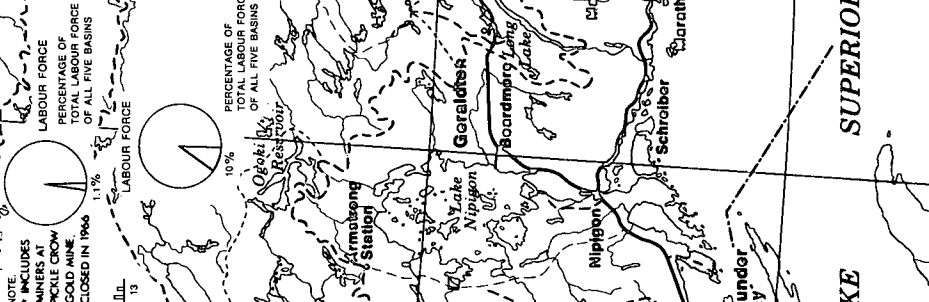 LABOUR FORCE
PERCENTAGE OF
TOTAL LABOUR FORCE
OF ALL FIVE BASINS
1.1%
LABOUR FORCE
PERCENTAGE OF
TOTAL LABOUR FORCE
OF ALL FIVE BASINS
10%
NOTE.
INCLUDES
MINERS AT
PICKLE CROW
GOLD MINE.
CLOSED IN 1966
13
Ogoki
Reservoir
Armstrong
Station
Lake
Nipigon
Geraldton
Beardmore
Long
Lake
Nipigon
Schreiber
Marath
under
y
SUPERIOR
KE